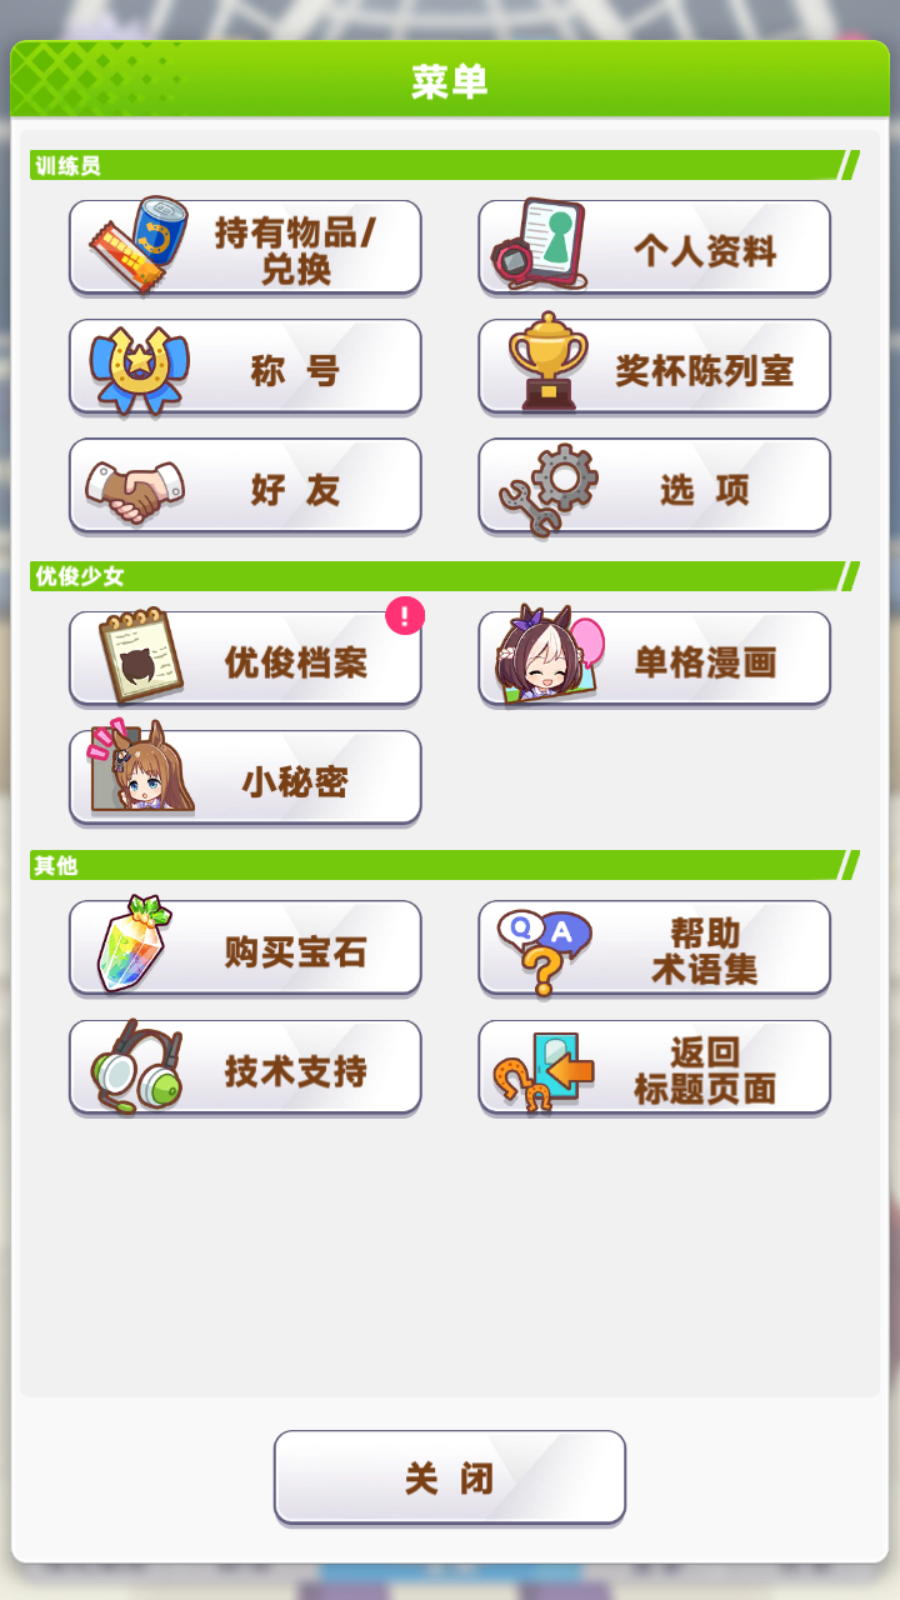 菜单
训练员
持有物品/
兑换
个人资料
称号
奖杯陈列室
好友
选项
优俊少女
优俊档案
!
单格漫画
小秘密
其他
购买宝石
Q A
?
帮助
术语集
技术支持
返回
标题页面
关闭